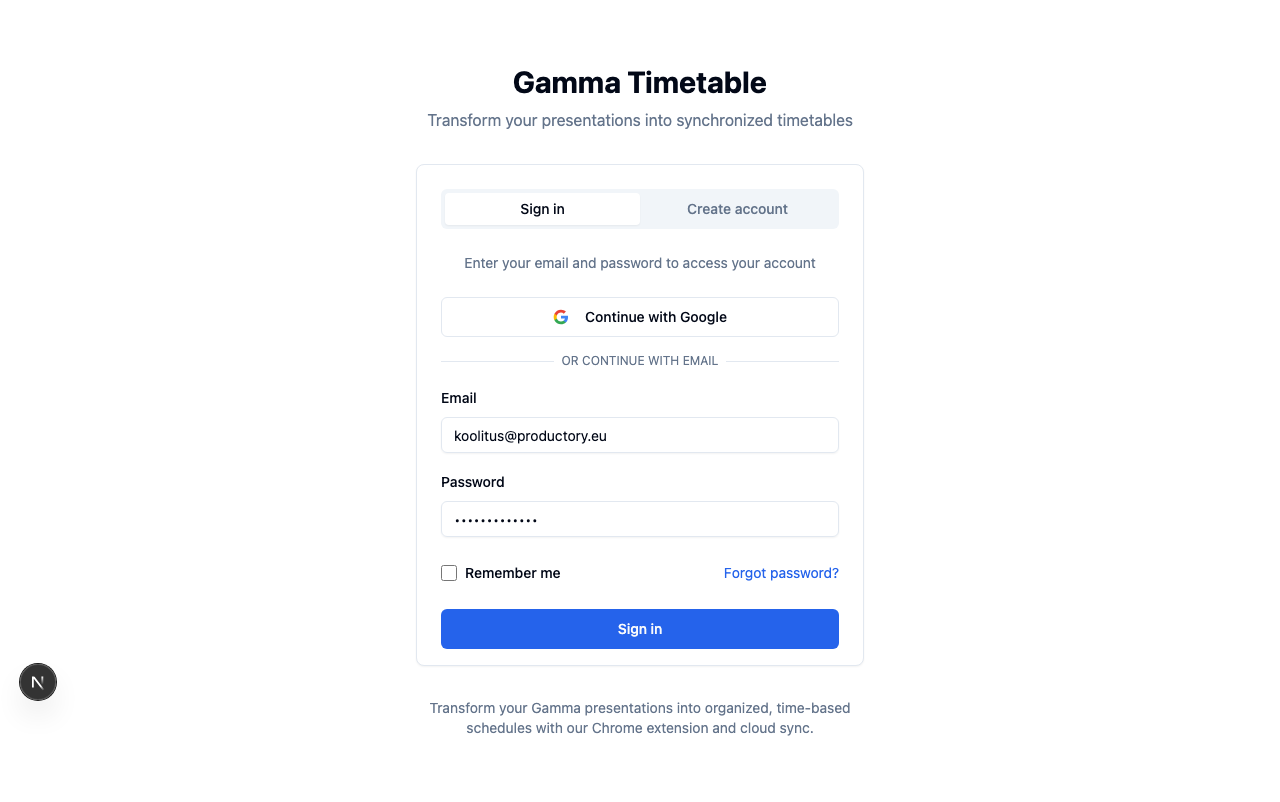 Gamma Timetable
Transform your presentations into synchronized timetables
Sign in
Create account
Enter your email and password to access your account
Continue with Google
OR CONTINUE WITH EMAIL
Email
koolitus@productory.eu
Password
•••••••••••••
Remember me
Forgot password?
Sign in
N
Transform your Gamma presentations into organized, time-based
schedules with our Chrome extension and cloud sync.